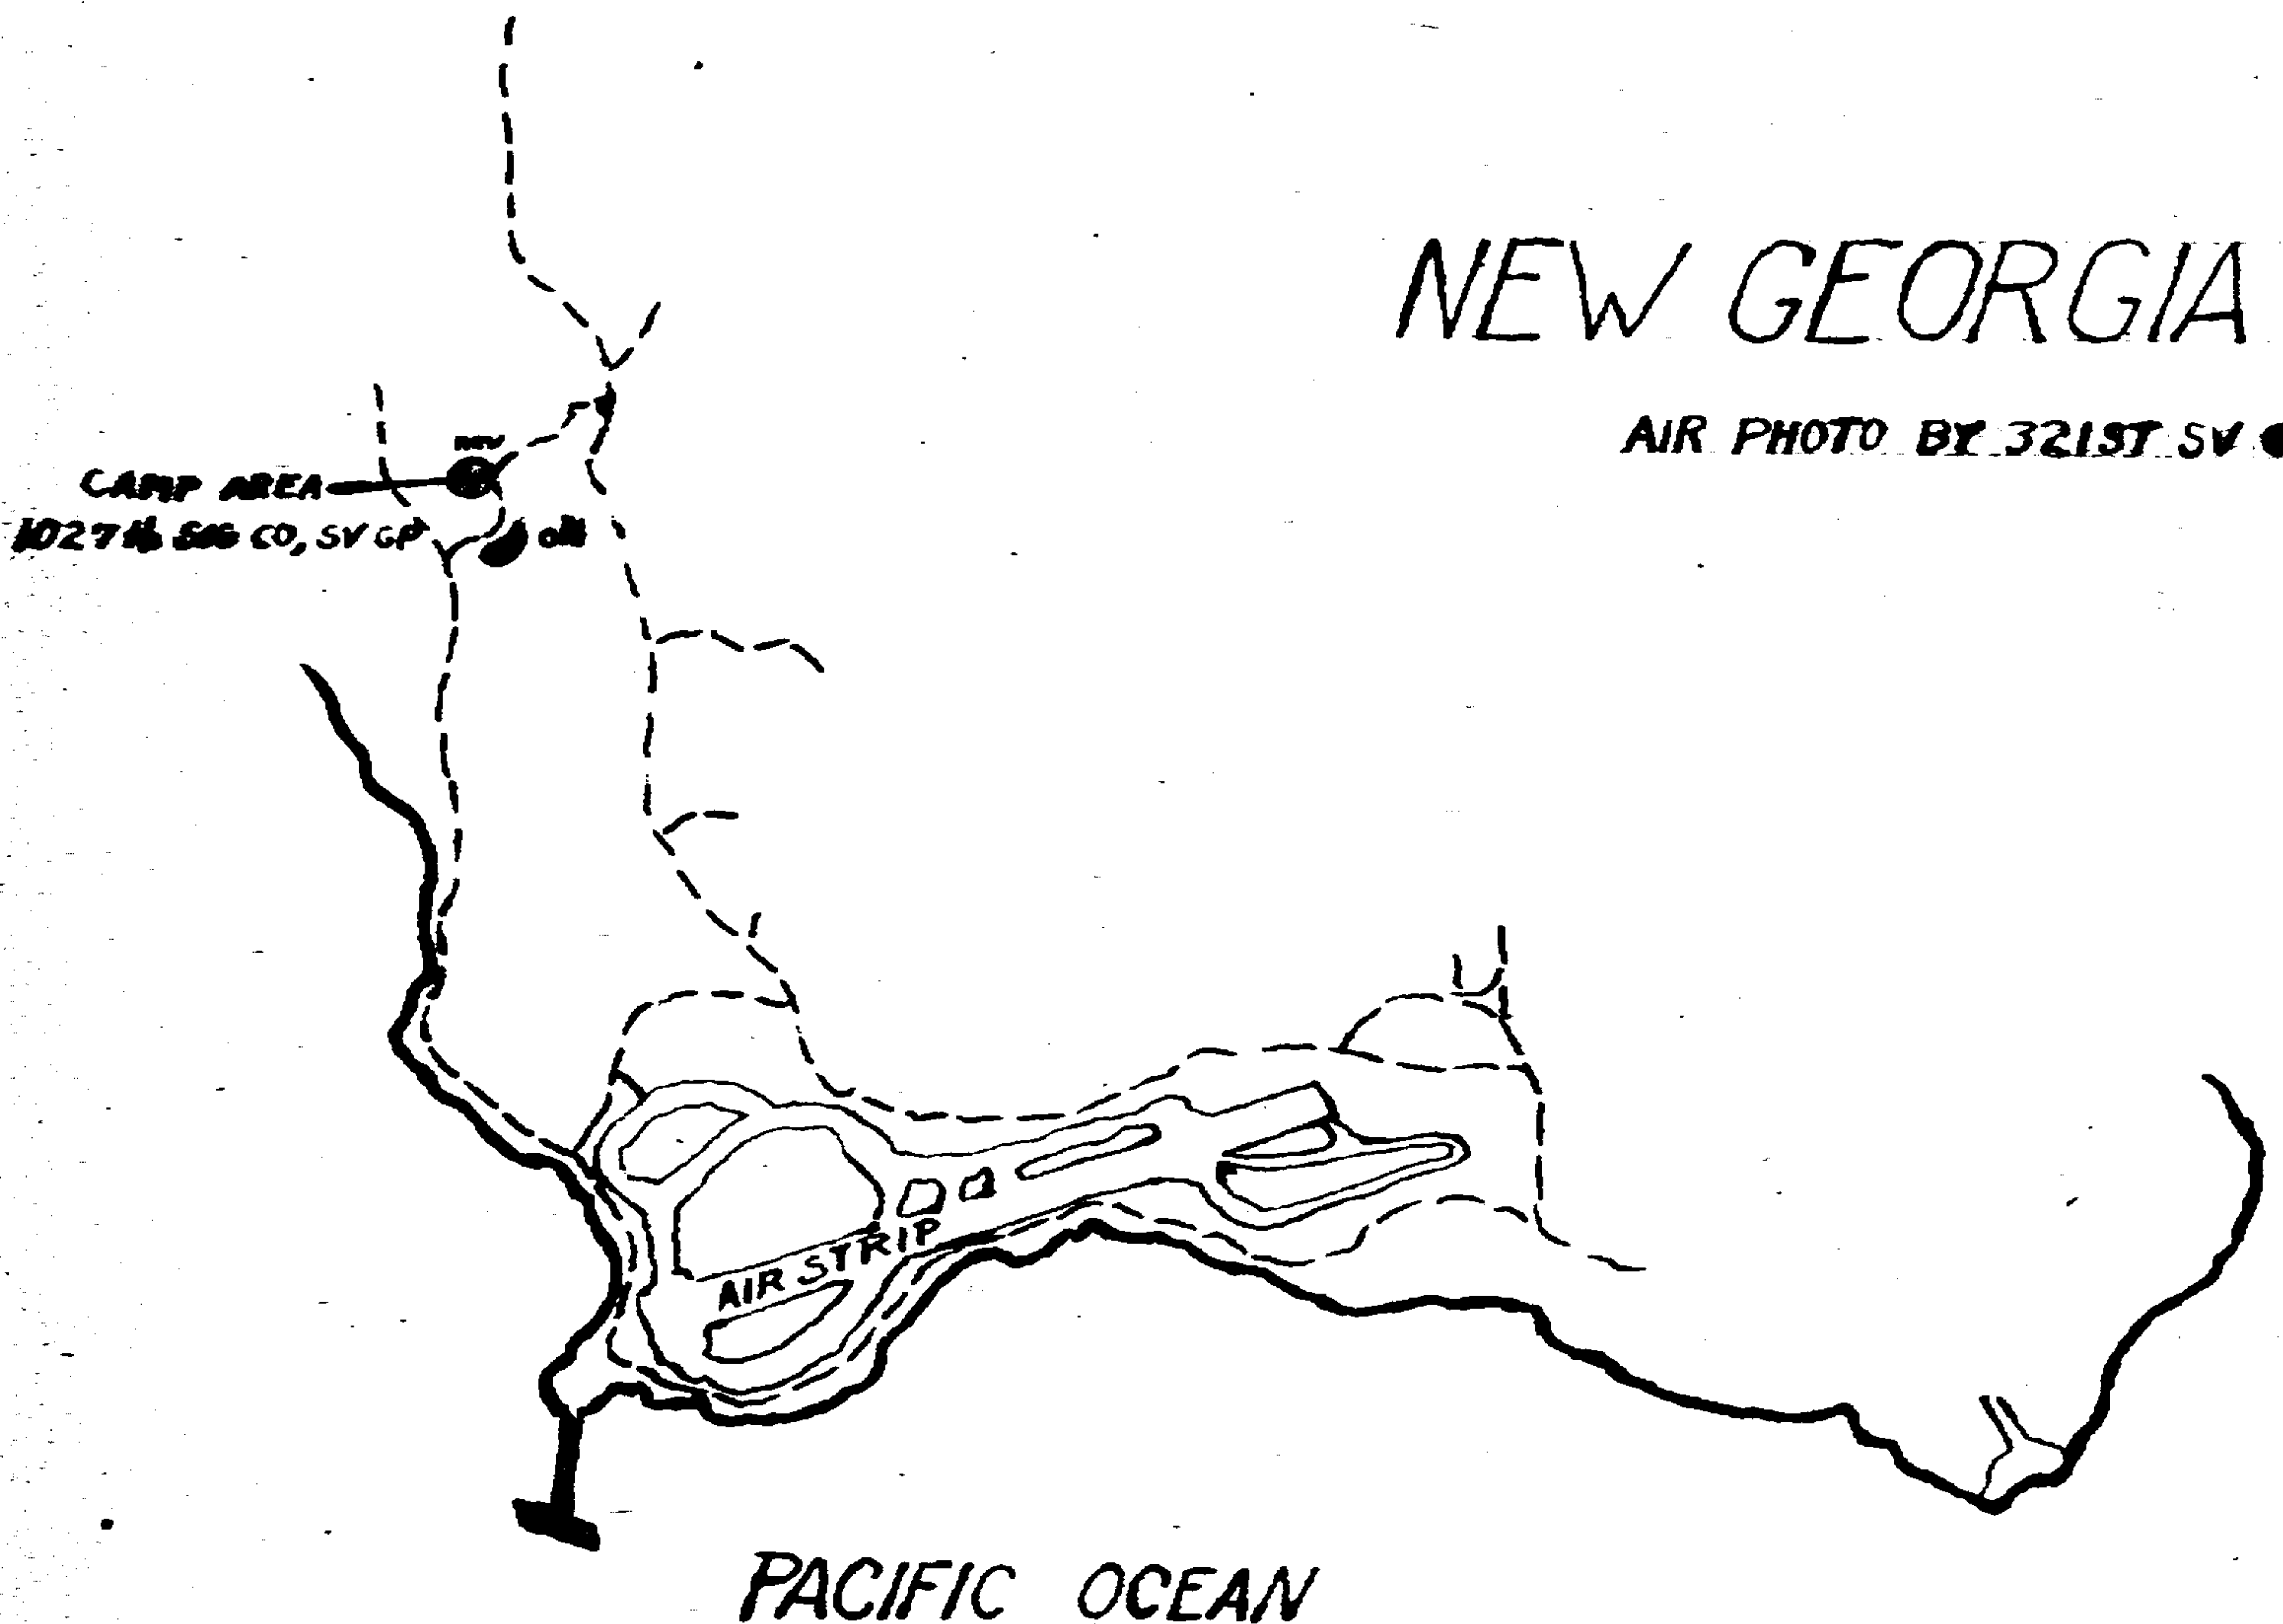 NEW GEORGIA
AIR PHOTO BY 321ST SV
CAMP AREA
1027th SIG CO, SV GP
AIR STRIP
PACIFIC OCEAN